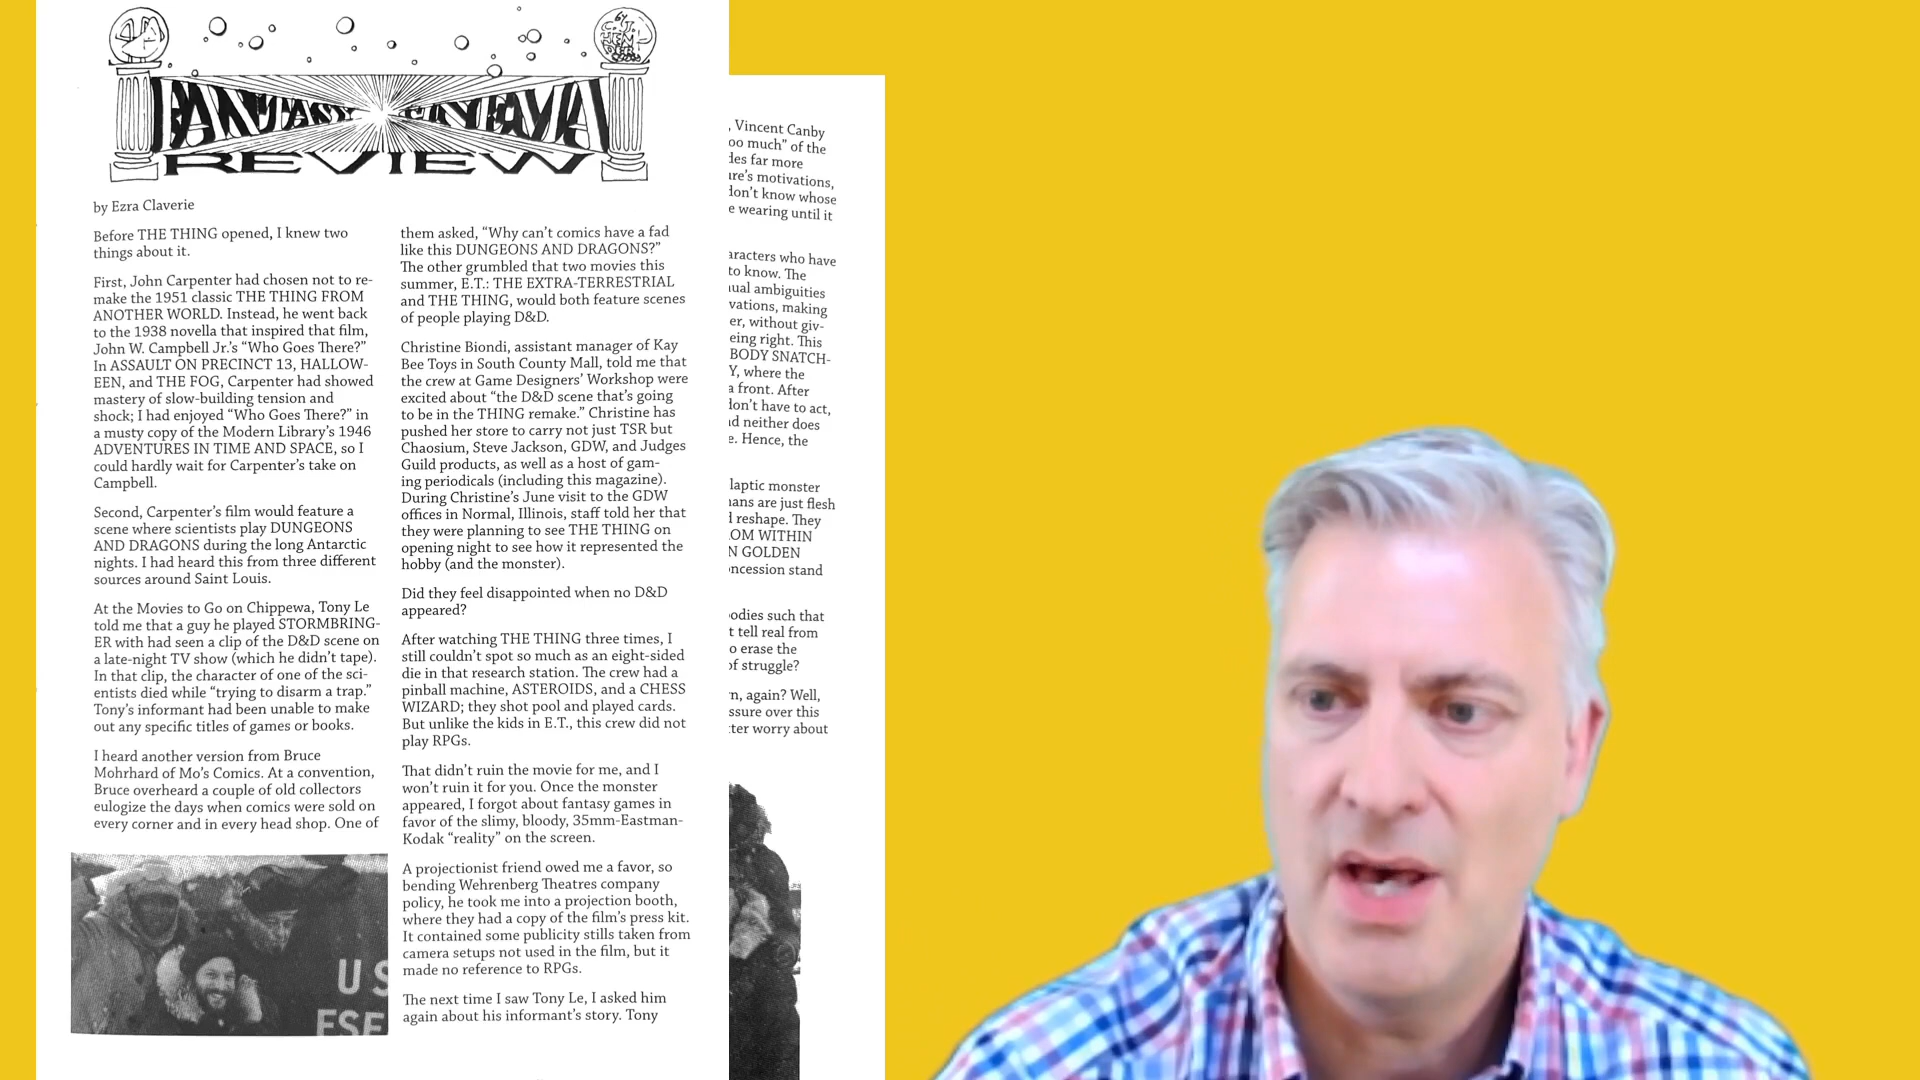 BY
C.J.
HEN
DER
FANTASY CINEMA
REVIEW
by Ezra Claverie
Before THE THING opened, I knew two
things about it.
First, John Carpenter had chosen not to re-
make the 1951 classic THE THING FROM
ANOTHER WORLD. Instead, he went back
to the 1938 novella that inspired that film,
John W. Campbell Jr.’s “Who Goes There?”
In ASSAULT ON PRECINCT 13, HALLOW-
EEN, and THE FOG, Carpenter had showed
mastery of slow-building tension and
shock; I had enjoyed “Who Goes There?” in
a musty copy of the Modern Library’s 1946
ADVENTURES IN TIME AND SPACE, so I
could hardly wait for Carpenter’s take on
Campbell.
Second, Carpenter’s film would feature a
scene where scientists play DUNGEONS
AND DRAGONS during the long Antarctic
nights. I had heard this from three different
sources around Saint Louis.
At the Movies to Go on Chippewa, Tony Le
told me that a guy he played STORMBRING-
ER with had seen a clip of the D&D scene on
a late-night TV show (which he didn’t tape).
In that clip, the character of one of the sci-
entists died while “trying to disarm a trap.”
Tony’s informant had been unable to make
out any specific titles of games or books.
I heard another version from Bruce
Mohrhard of Mo’s Comics. At a convention,
Bruce overheard a couple of old collectors
eulogize the days when comics were sold on
every corner and in every head shop. One of
U S
ESE
them asked, “Why can’t comics have a fad
like this DUNGEONS AND DRAGONS?”
The other grumbled that two movies this
summer, E.T.: THE EXTRA-TERRESTRIAL
and THE THING, would both feature scenes
of people playing D&D.
Christine Biondi, assistant manager of Kay
Bee Toys in South County Mall, told me that
the crew at Game Designers’ Workshop were
excited about “the D&D scene that’s going
to be in the THING remake.” Christine has
pushed her store to carry not just TSR but
Chaosium, Steve Jackson, GDW, and Judges
Guild products, as well as a host of gam-
ing periodicals (including this magazine).
During Christine’s June visit to the GDW
offices in Normal, Illinois, staff told her that
they were planning to see THE THING on
opening night to see how it represented the
hobby (and the monster).
Did they feel disappointed when no D&D
appeared?
After watching THE THING three times, I
still couldn’t spot so much as an eight-sided
die in that research station. The crew had a
pinball machine, ASTEROIDS, and a CHESS
WIZARD; they shot pool and played cards.
But unlike the kids in E.T., this crew did not
play RPGs.
That didn’t ruin the movie for me, and I
won’t ruin it for you. Once the monster
appeared, I forgot about fantasy games in
favor of the slimy, bloody, 35mm-Eastman-
Kodak “reality” on the screen.
A projectionist friend owed me a favor, so
bending Wehrenberg Theatres company
policy, he took me into a projection booth,
where they had a copy of the film’s press kit.
It contained some publicity stills taken from
camera setups not used in the film, but it
made no reference to RPGs.
The next time I saw Tony Le, I asked him
again about his informant’s story. Tony
, Vincent Canby
oo much” of the
des far more
ure’s motivations,
don’t know whose
e wearing until it
aracters who have
to know. The
ual ambiguities
vations, making
er, without giv-
eing right. This
BODY SNATCH-
Y, where the
a front. After
don’t have to act,
d neither does
e. Hence, the
laptic monster
ans are just flesh
d reshape. They
OM WITHIN
N GOLDEN
oncession stand
odies such that
t tell real from
o erase the
of struggle?
n, again? Well,
ssure over this
ter worry about